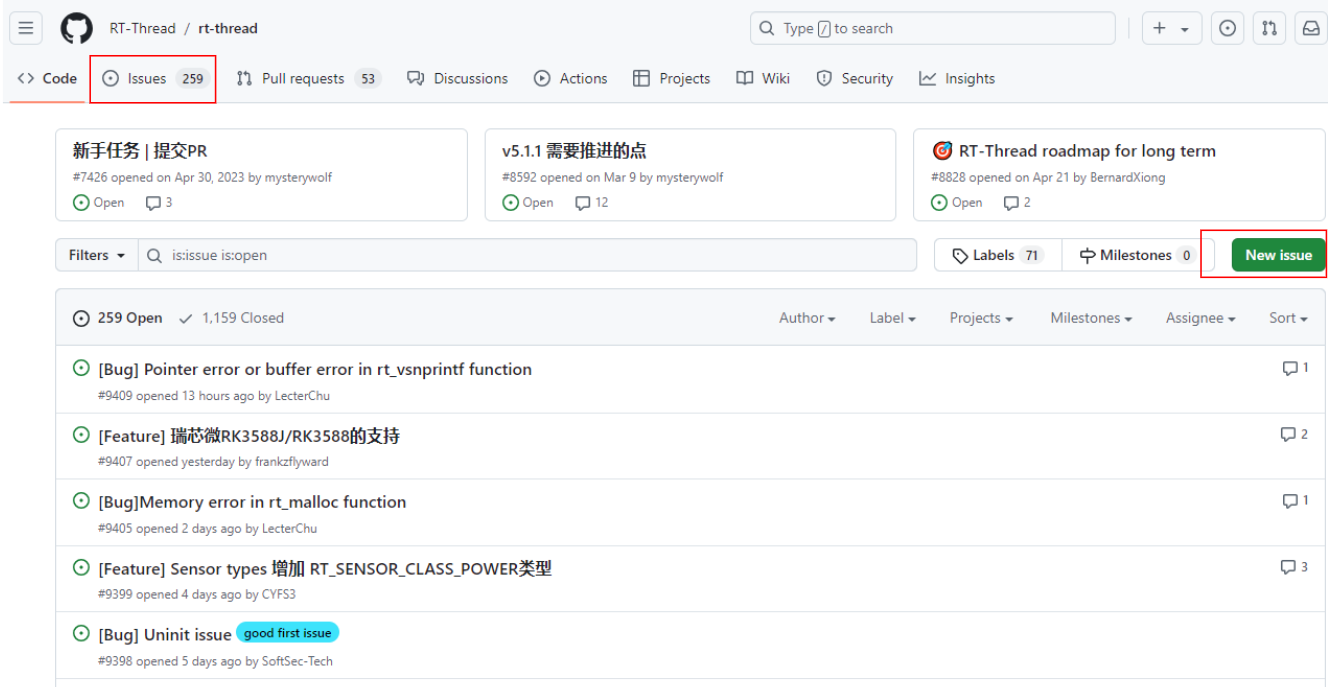 RT-Thread / rt-thread
Type / to search
Code
Issues 259
Pull requests 53
Discussions
Actions
Projects
Wiki
Security
Insights
新手任务 | 提交PR
#7426 opened on Apr 30, 2023 by mysterywolf
Open 3
v5.1.1 需要推进的点
#8592 opened on Mar 9 by mysterywolf
Open 12
RT-Thread roadmap for long term
#8828 opened on Apr 21 by BernardXiong
Open 2
Filters
is:issue is:open
Labels 71
Milestones 0
New issue
259 Open 1,159 Closed
Author
Label
Projects
Milestones
Assignee
Sort
[Bug] Pointer error or buffer error in rt_vsnprintf function
1
#9409 opened 13 hours ago by LecterChu
[Feature] 瑞芯微RK3588J/RK3588的支持
2
#9407 opened yesterday by frankzflyward
[Bug]Memory error in rt_malloc function
1
#9405 opened 2 days ago by LecterChu
[Feature] Sensor types 增加 RT_SENSOR_CLASS_POWER类型
3
#9399 opened 4 days ago by CYFS3
[Bug] Uninit issue good first issue
#9398 opened 5 days ago by SoftSec-Tech